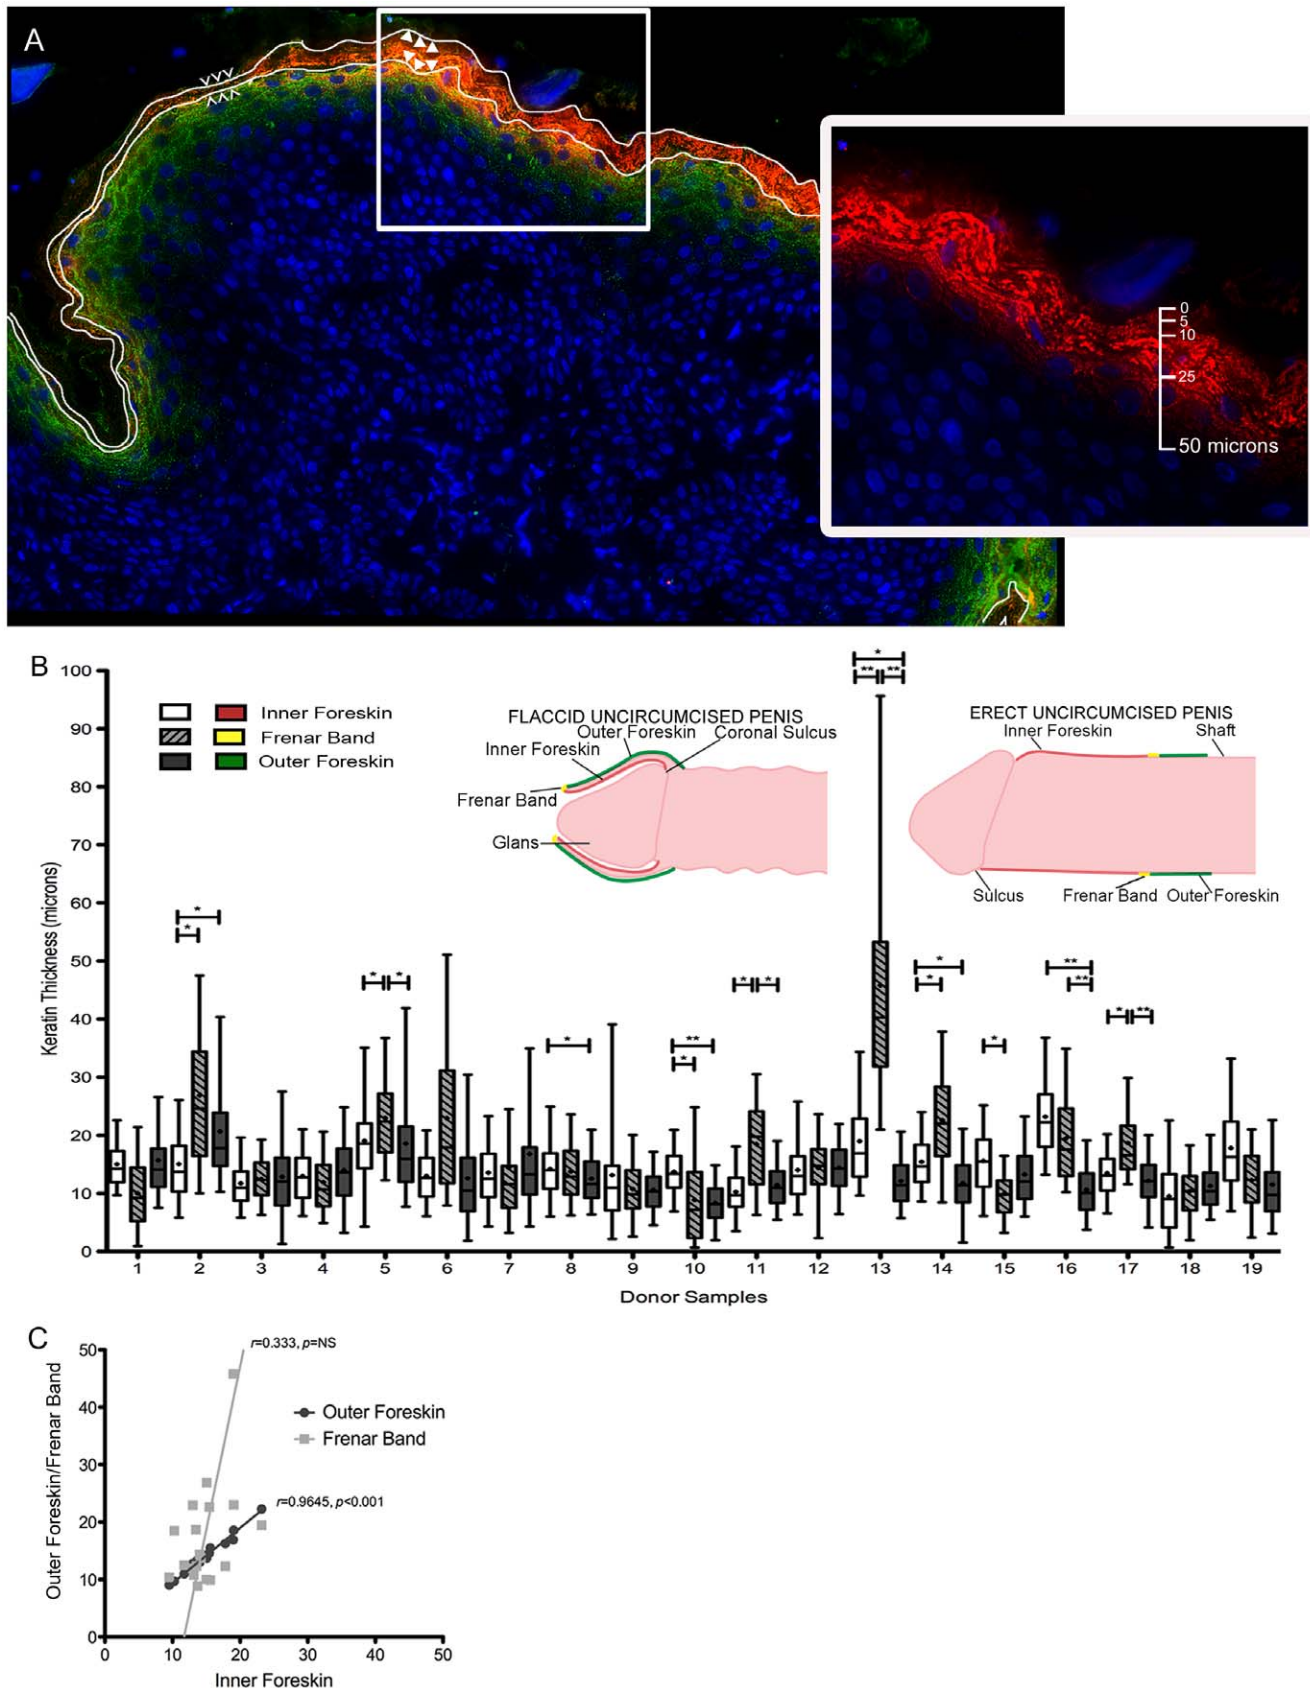 A
0
5
10
25
50 microns
B
100
90
80
70
60
50
40
30
20
10
0
Keratin Thickness (microns)
Inner Foreskin
Frenar Band
Outer Foreskin
FLACCID UNCIRCUMCISED PENIS
Outer Foreskin
Coronal Sulcus
Inner Foreskin
Frenar Band
Glans
ERECT UNCIRCUMCISED PENIS
Inner Foreskin
Shaft
Sulcus
Frenar Band
Outer Foreskin
* *
* *
*
** *
* *
* ** **
* *
*
** **
* **
1 2 3 4 5 6 7 8 9 10 11 12 13 14 15 16 17 18 19
Donor Samples
C
50
40
30
20
10
0
Outer Foreskin/Frenar Band
r=0.333, p=NS
Outer Foreskin
Frenar Band
r=0.9645, p<0.001
0 10 20 30 40 50
Inner Foreskin